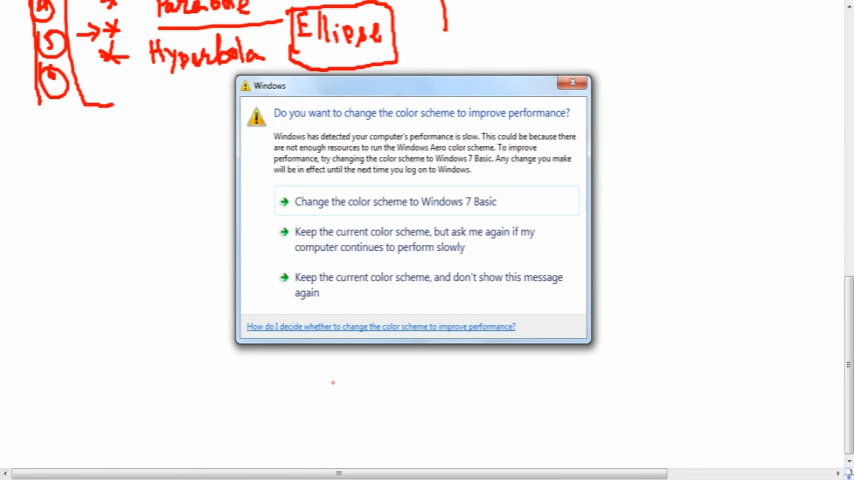 4
Parabola
5
Ellipse
Hyperbola
6
Windows
Do you want to change the color scheme to improve performance?
Windows has detected your computer's performance is slow. This could be because there
are not enough resources to run the Windows Aero color scheme. To improve
performance, try changing the color scheme to Windows 7 Basic. Any change you make
will be in effect until the next time you log on to Windows.
Change the color scheme to Windows 7 Basic
Keep the current color scheme, but ask me again if my
computer continues to perform slowly
Keep the current color scheme, and don't show this message
again
How do I decide whether to change the color scheme to improve performance?